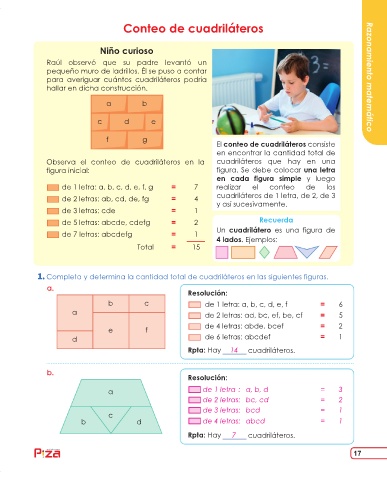 Conteo de cuadriláteros
Razonamiento matemático
Niño curioso
Raúl observó que su padre levantó un
pequeño muro de ladrillos. Él se puso a contar
para averiguar cuántos cuadriláteros podría
hallar en dicha construcción.
a b
c d e
f g
Observa el conteo de cuadriláteros en la
figura inicial:
de 1 letra: a, b, c, d, e, f, g = 7
de 2 letras: ab, cd, de, fg = 4
de 3 letras: cde = 1
de 5 letras: abcde, cdefg = 2
de 7 letras: abcdefg = 1
Total = 15
El conteo de cuadriláteros consiste
en encontrar la cantidad total de
cuadriláteros que hay en una
figura. Se debe colocar una letra
en cada figura simple y luego
realizar el conteo de los
cuadriláteros de 1 letra, de 2, de 3
y así sucesivamente.
Recuerda
Un cuadrilátero es una figura de
4 lados. Ejemplos:
1. Completa y determina la cantidad total de cuadriláteros en las siguientes figuras.
a.
a b c
d e f
Resolución:
de 1 letra: a, b, c, d, e, f = 6
de 2 letras: ad, bc, ef, be, cf = 5
de 4 letras: abde, bcef = 2
de 6 letras: abcdef = 1
Rpta: Hay 14 cuadriláteros.
b.
a
b c d
Resolución:
de 1 letra : a, b, d = 3
de 2 letras: bc, cd = 2
de 3 letras: bcd = 1
de 4 letras: abcd = 1
Rpta: Hay 7 cuadriláteros.
17